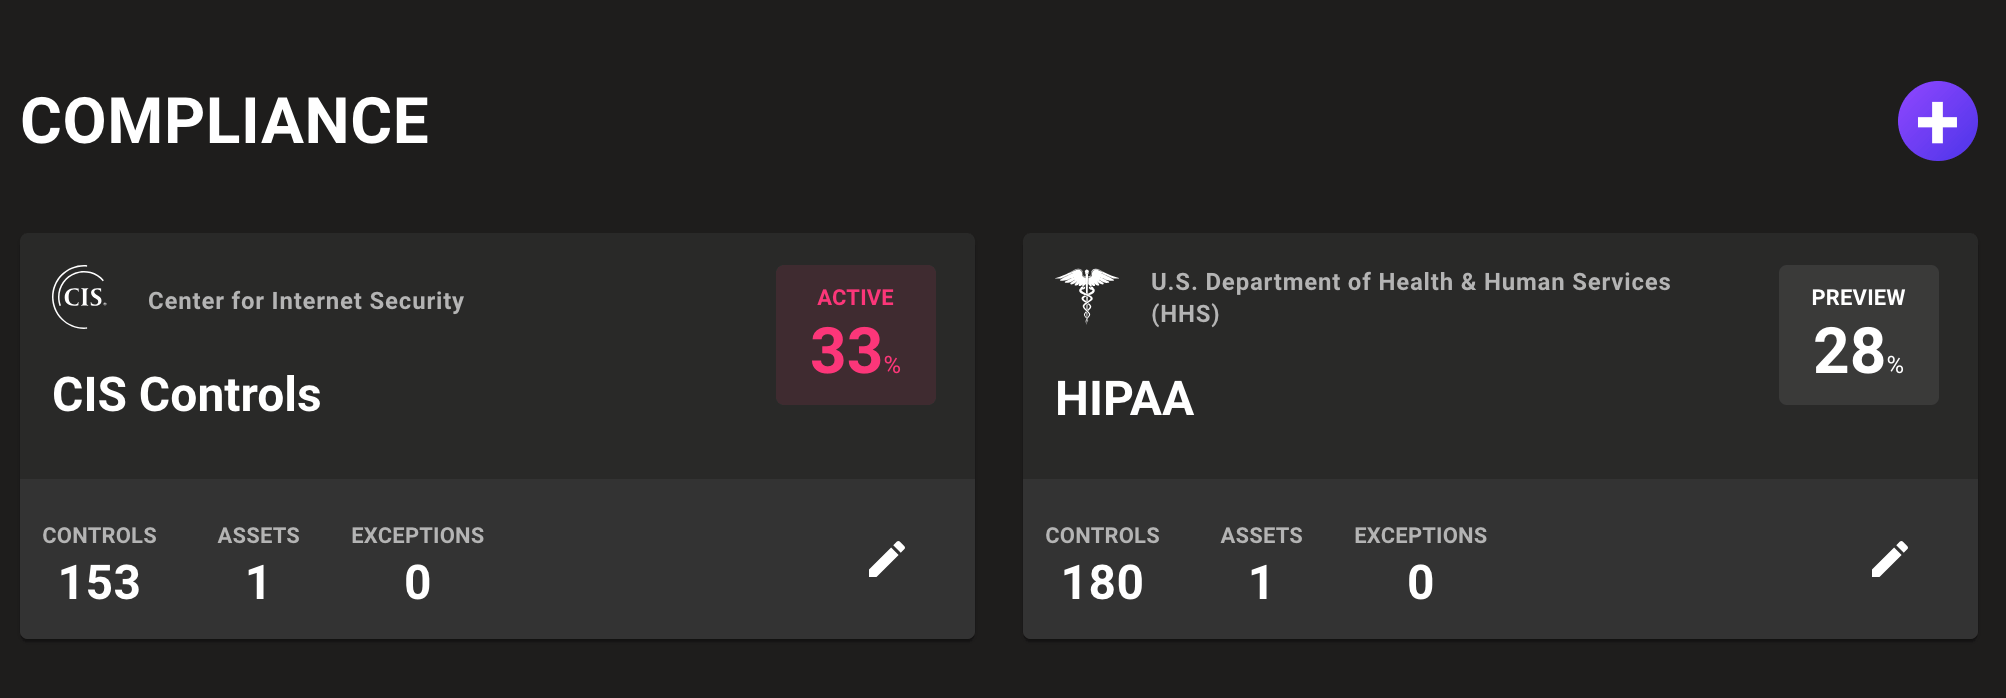 COMPLIANCE
CIS.
Center for Internet Security
CIS Controls
ACTIVE
33%
CONTROLS ASSETS EXCEPTIONS
153 1 0
U.S. Department of Health & Human Services
(HHS)
HIPAA
PREVIEW
28%
CONTROLS ASSETS EXCEPTIONS
180 1 0